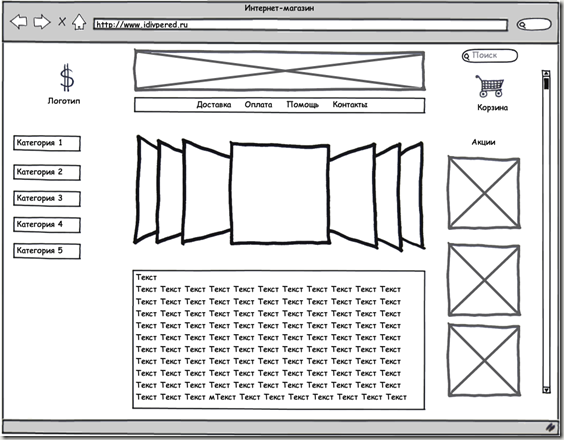 Интернет-магазин
http://www.idivpered.ru
Поиск
$
Логотип
Корзина
Доставка Оплата Помощь Контакты
Акции
Категория 1
Категория 2
Категория 3
Категория 4
Категория 5
Текст
Текст Текст Текст Текст Текст Текст Текст Текст Текст Текст Текст
Текст Текст Текст Текст Текст Текст Текст Текст Текст Текст Текст
Текст Текст Текст Текст Текст Текст Текст Текст Текст Текст Текст
Текст Текст Текст Текст Текст Текст Текст Текст Текст Текст Текст
Текст Текст Текст Текст Текст Текст Текст Текст Текст Текст Текст
Текст Текст Текст Текст Текст Текст Текст Текст Текст Текст Текст
Текст Текст Текст Текст Текст Текст Текст Текст Текст Текст Текст
Текст Текст Текст Текст Текст Текст Текст Текст Текст Текст Текст
Текст Текст Текст Текст Текст Текст Текст Текст Текст Текст Текст
Текст Текст Текст мТекст Текст Текст Текст Текст Текст Текст Текст